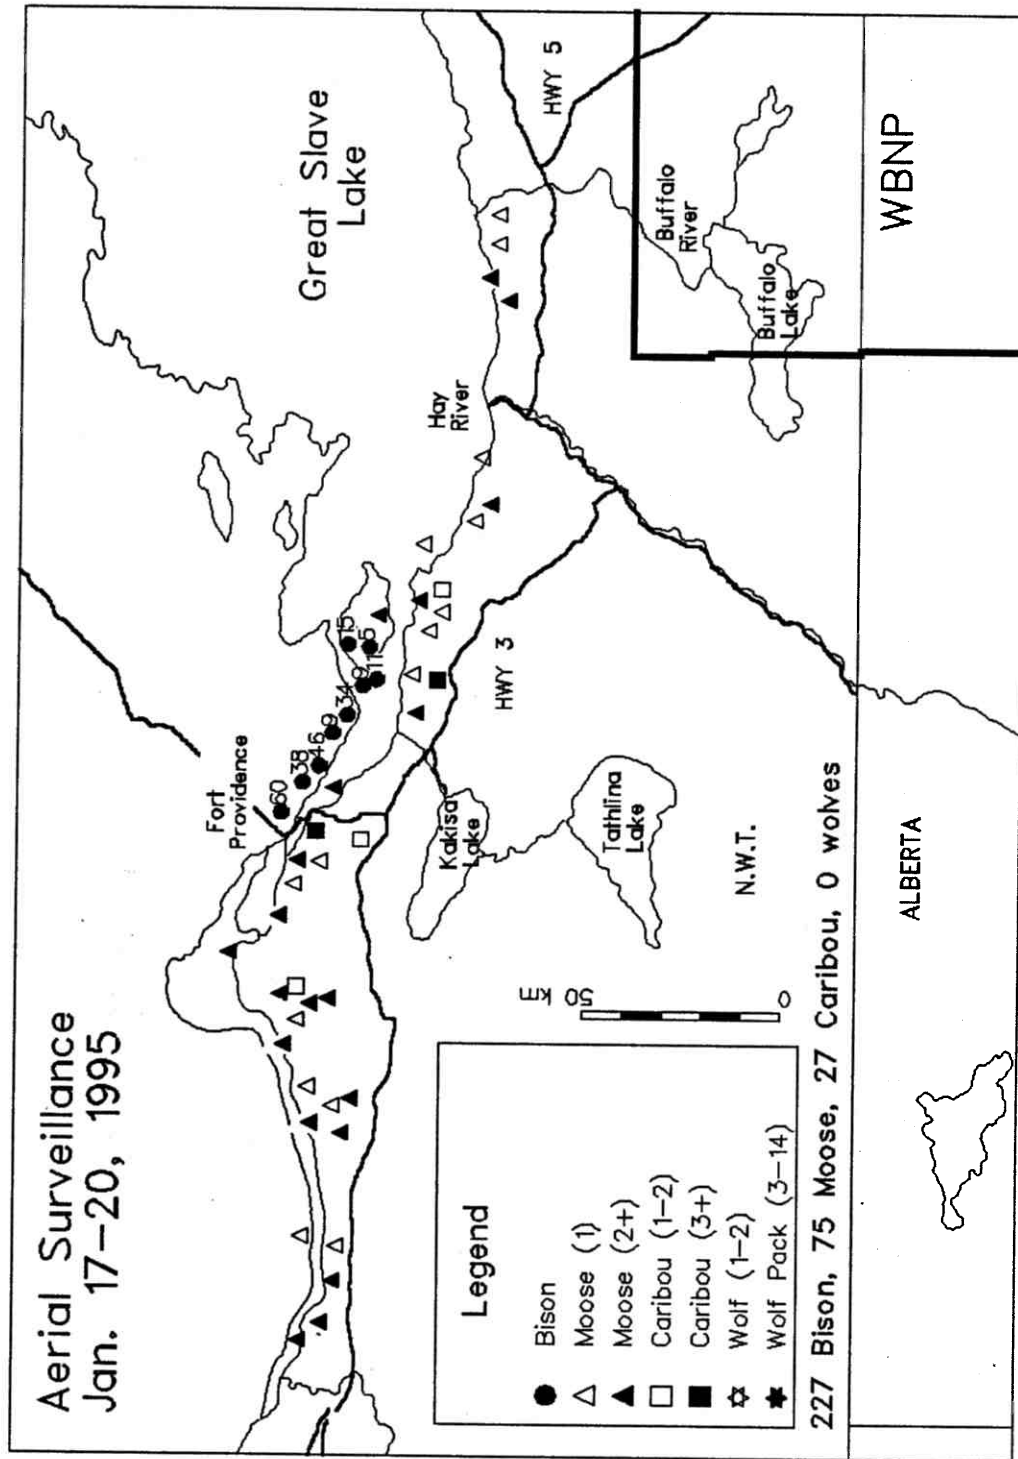 Aerial Surveillance
Jan. 17-20, 1995
Great Slave
Lake
Fort
Providence
60
38
46
9
34
9
11
5
15
Hay
River
HWY 5
HWY 3
Buffalo
River
Buffalo
Lake
WBNP
Kakisa
Lake
Tathlina
Lake
N.W.T.
ALBERTA
50 km
0
Legend
Bison
Moose (1)
Moose (2+)
Caribou (1-2)
Caribou (3+)
Wolf (1-2)
Wolf Pack (3-14)
227 Bison, 75 Moose, 27 Caribou, 0 wolves